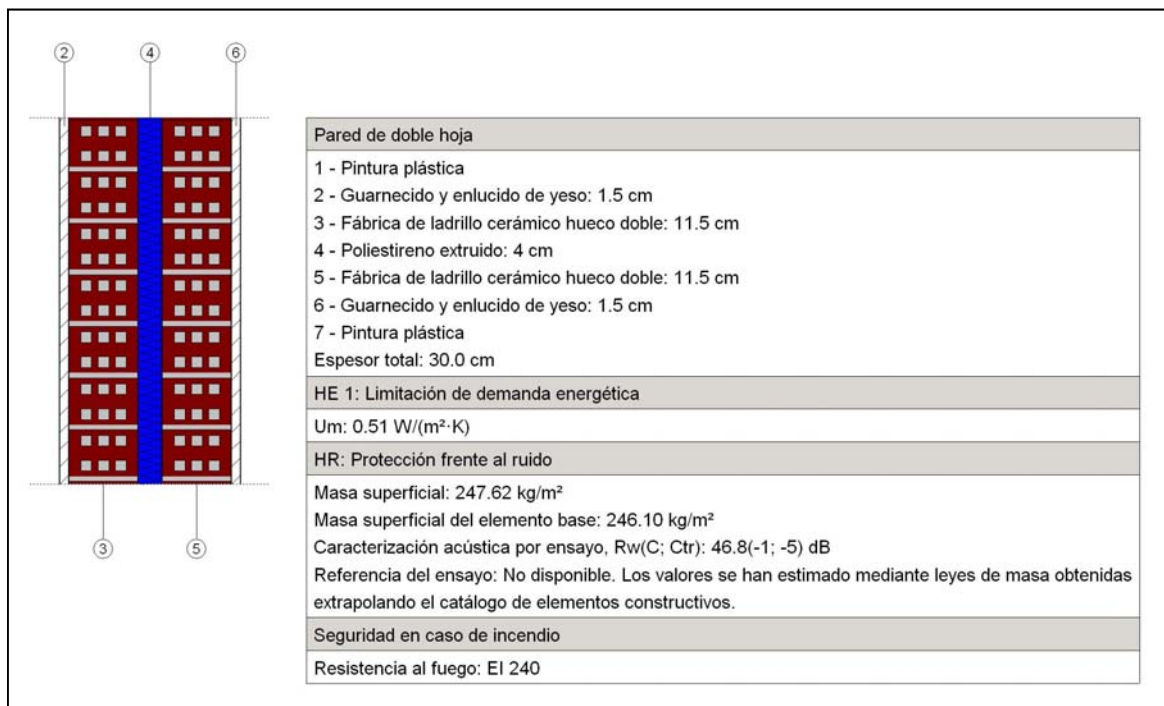 2
4
6
3
5
Pared de doble hoja
1 - Pintura plástica
2 - Guarnecido y enlucido de yeso: 1.5 cm
3 - Fábrica de ladrillo cerámico hueco doble: 11.5 cm
4 - Poliestireno extruido: 4 cm
5 - Fábrica de ladrillo cerámico hueco doble: 11.5 cm
6 - Guarnecido y enlucido de yeso: 1.5 cm
7 - Pintura plástica
Espesor total: 30.0 cm
HE 1: Limitación de demanda energética
Um: 0.51 W/(m²·K)
HR: Protección frente al ruido
Masa superficial: 247.62 kg/m²
Masa superficial del elemento base: 246.10 kg/m²
Caracterización acústica por ensayo, Rw(C; Ctr): 46.8(-1; -5) dB
Referencia del ensayo: No disponible. Los valores se han estimado mediante leyes de masa obtenidas
extrapolando el catálogo de elementos constructivos.
Seguridad en caso de incendio
Resistencia al fuego: EI 240